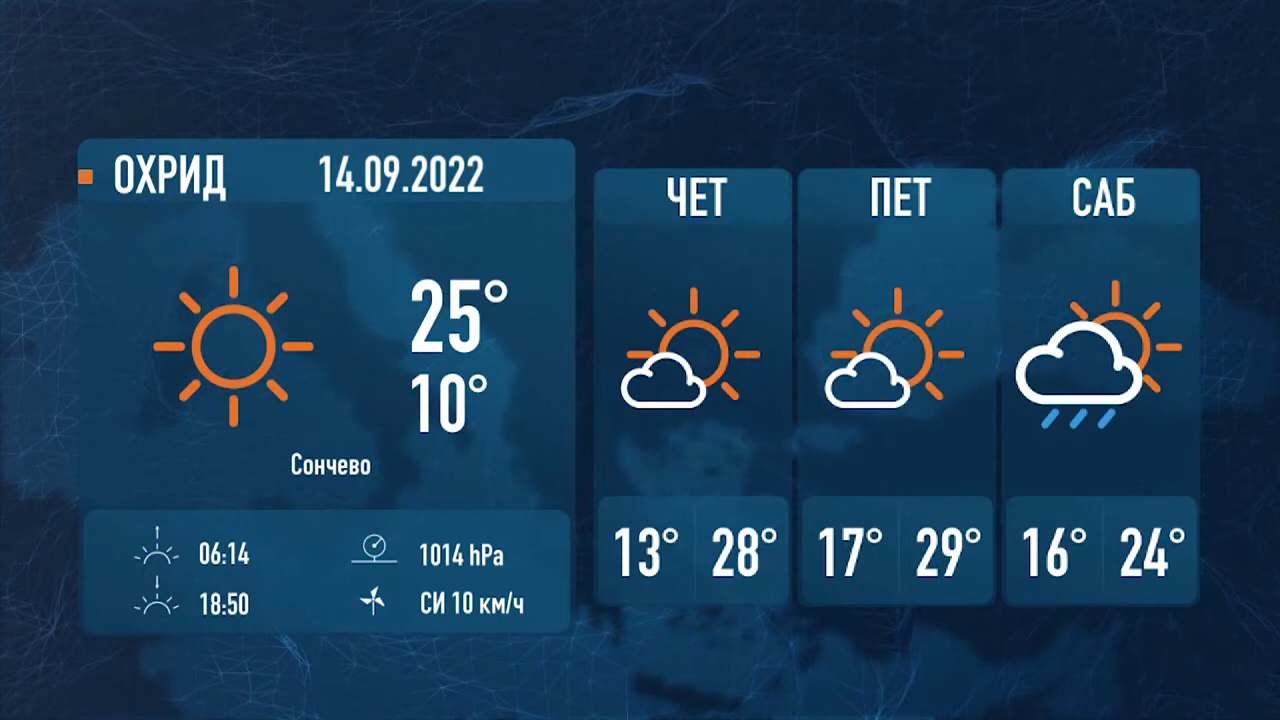 ОХРИД 14.09.2022
25°
10°
Сончево
06:14
18:50
1014 hPa
СИ 10 км/ч
ЧЕТ
13° 28°
ПЕТ
17° 29°
САБ
16° 24°